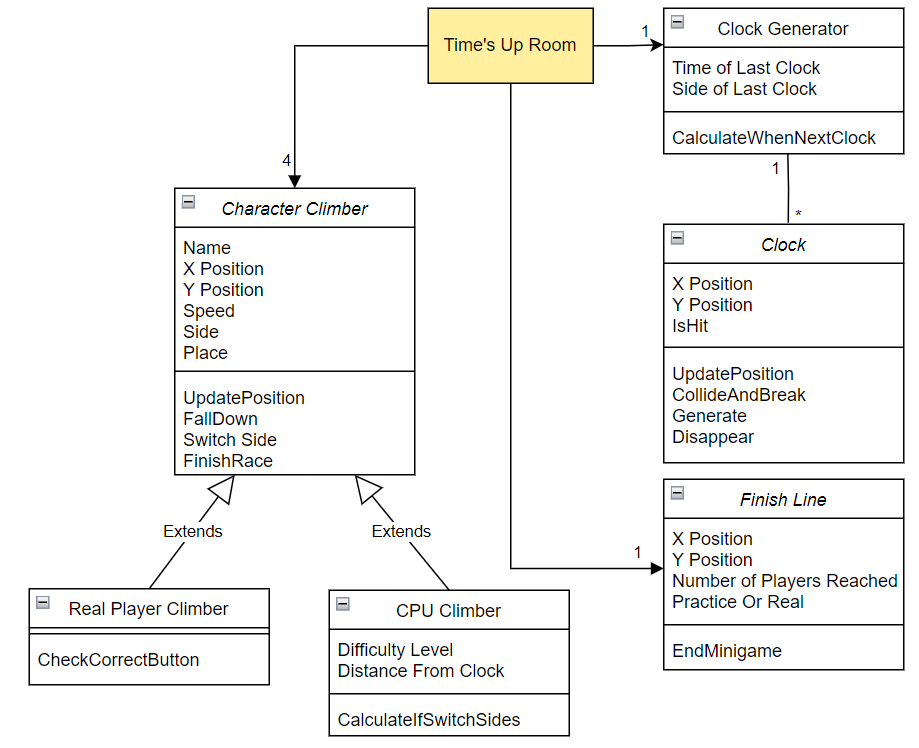 Time's Up Room
1
Clock Generator
Time of Last Clock
Side of Last Clock
CalculateWhenNextClock
4
Character Climber
Name
X Position
Y Position
Speed
Side
Place
UpdatePosition
FallDown
Switch Side
FinishRace
1
*
Clock
X Position
Y Position
IsHit
UpdatePosition
CollideAndBreak
Generate
Disappear
1
Finish Line
X Position
Y Position
Number of Players Reached
Practice Or Real
EndMinigame
Extends
Extends
Real Player Climber
CheckCorrectButton
CPU Climber
Difficulty Level
Distance From Clock
CalculateIfSwitchSides